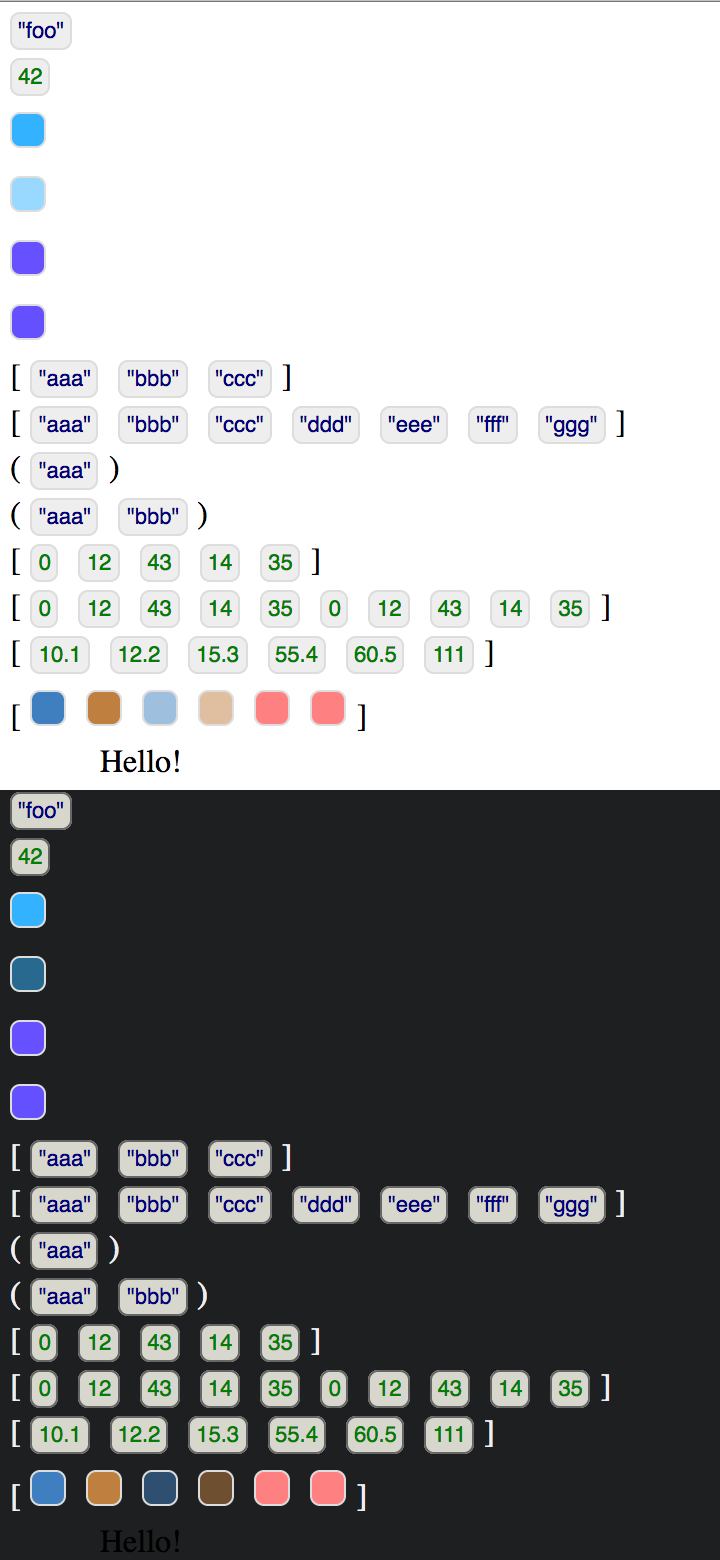 "foo"
42
[ "aaa" "bbb" "ccc" ]
[ "aaa" "bbb" "ccc" "ddd" "eee" "fff" "ggg" ]
( "aaa" )
( "aaa" "bbb" )
[ 0 12 43 14 35 ]
[ 0 12 43 14 35 0 12 43 14 35 ]
[ 10.1 12.2 15.3 55.4 60.5 111 ]
[ ]
Hello!
"foo"
42
[ "aaa" "bbb" "ccc" ]
[ "aaa" "bbb" "ccc" "ddd" "eee" "fff" "ggg" ]
( "aaa" )
( "aaa" "bbb" )
[ 0 12 43 14 35 ]
[ 0 12 43 14 35 0 12 43 14 35 ]
[ 10.1 12.2 15.3 55.4 60.5 111 ]
[ ]
Hello!